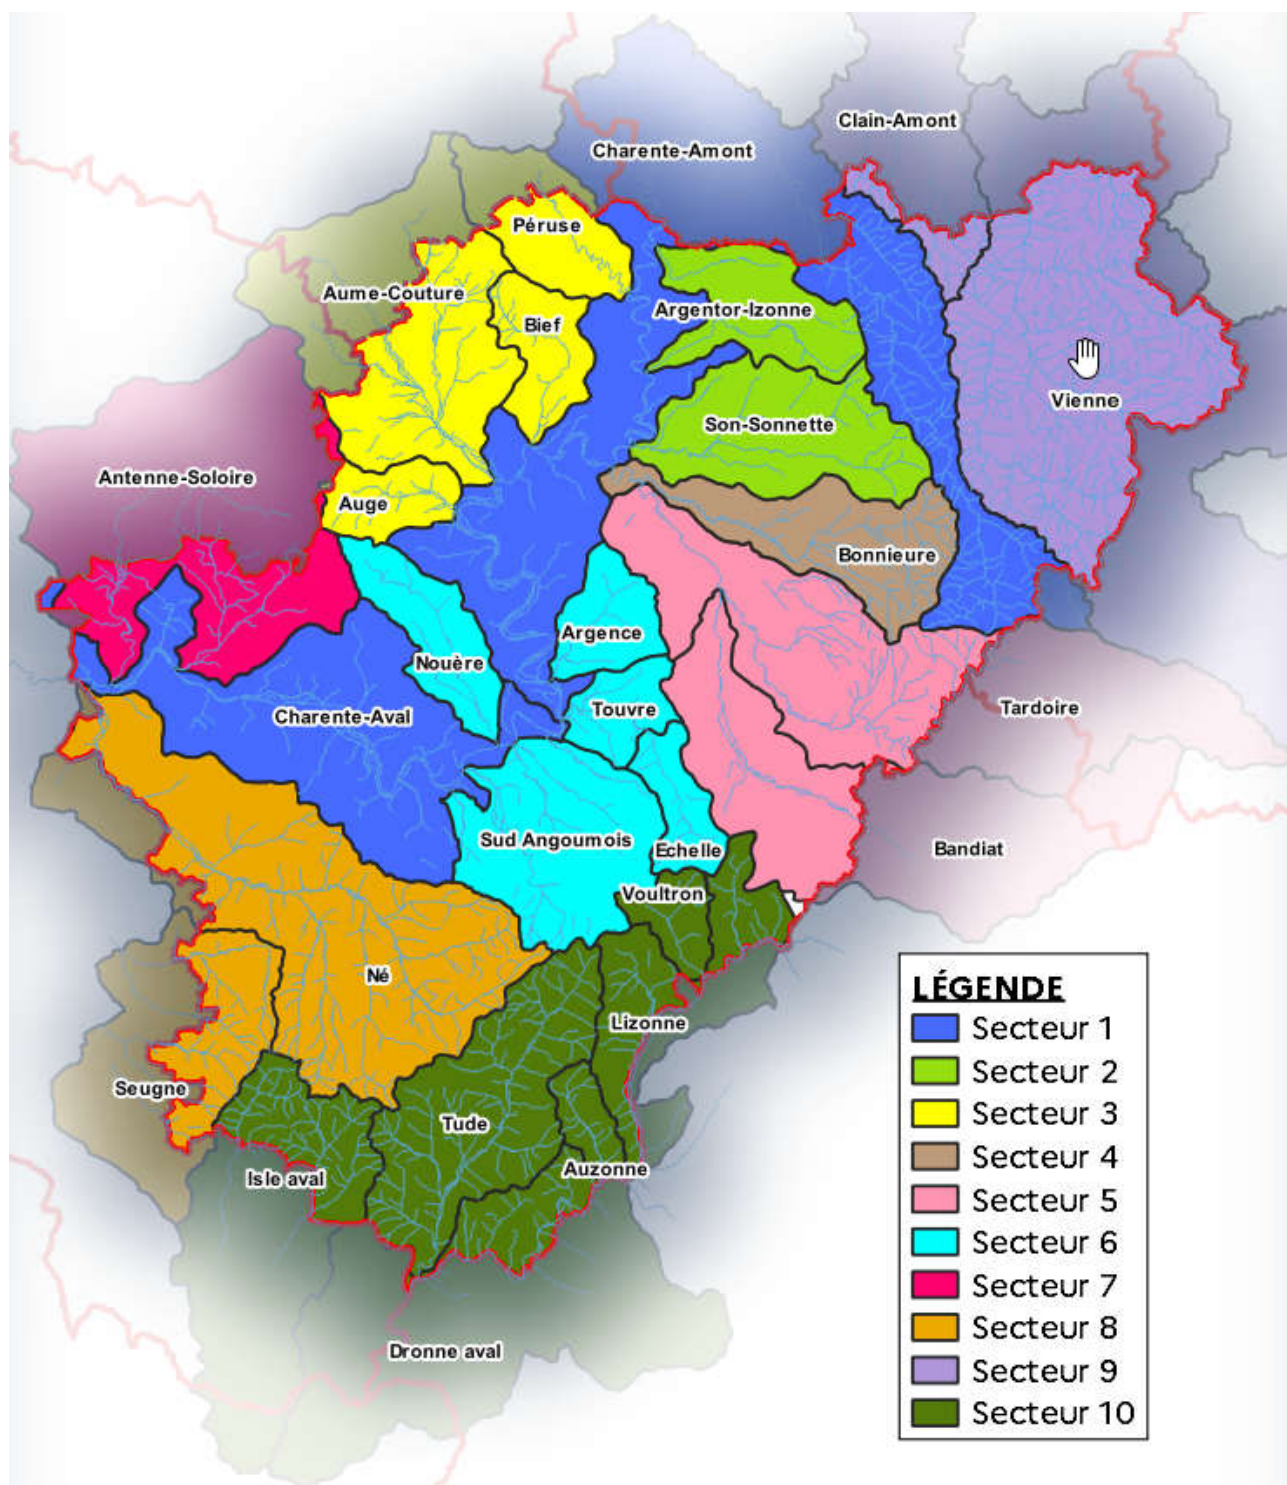 Clain-Amont
Charente-Amont
Péruse
Aume-Couture
Argentor-Izonne
Bief
Vienne
Son-Sonnette
Antenne-Soloire
Auge
Bonnieure
Argence
Nouère
Charente-Aval
Touvre
Tardoire
Sud Angoumois
Echelle
Bandiat
Voultron
Né
Lizonne
Seugne
Tude
Auzonne
Isle aval
Dronne aval
LÉGENDE
Secteur 1
Secteur 2
Secteur 3
Secteur 4
Secteur 5
Secteur 6
Secteur 7
Secteur 8
Secteur 9
Secteur 10